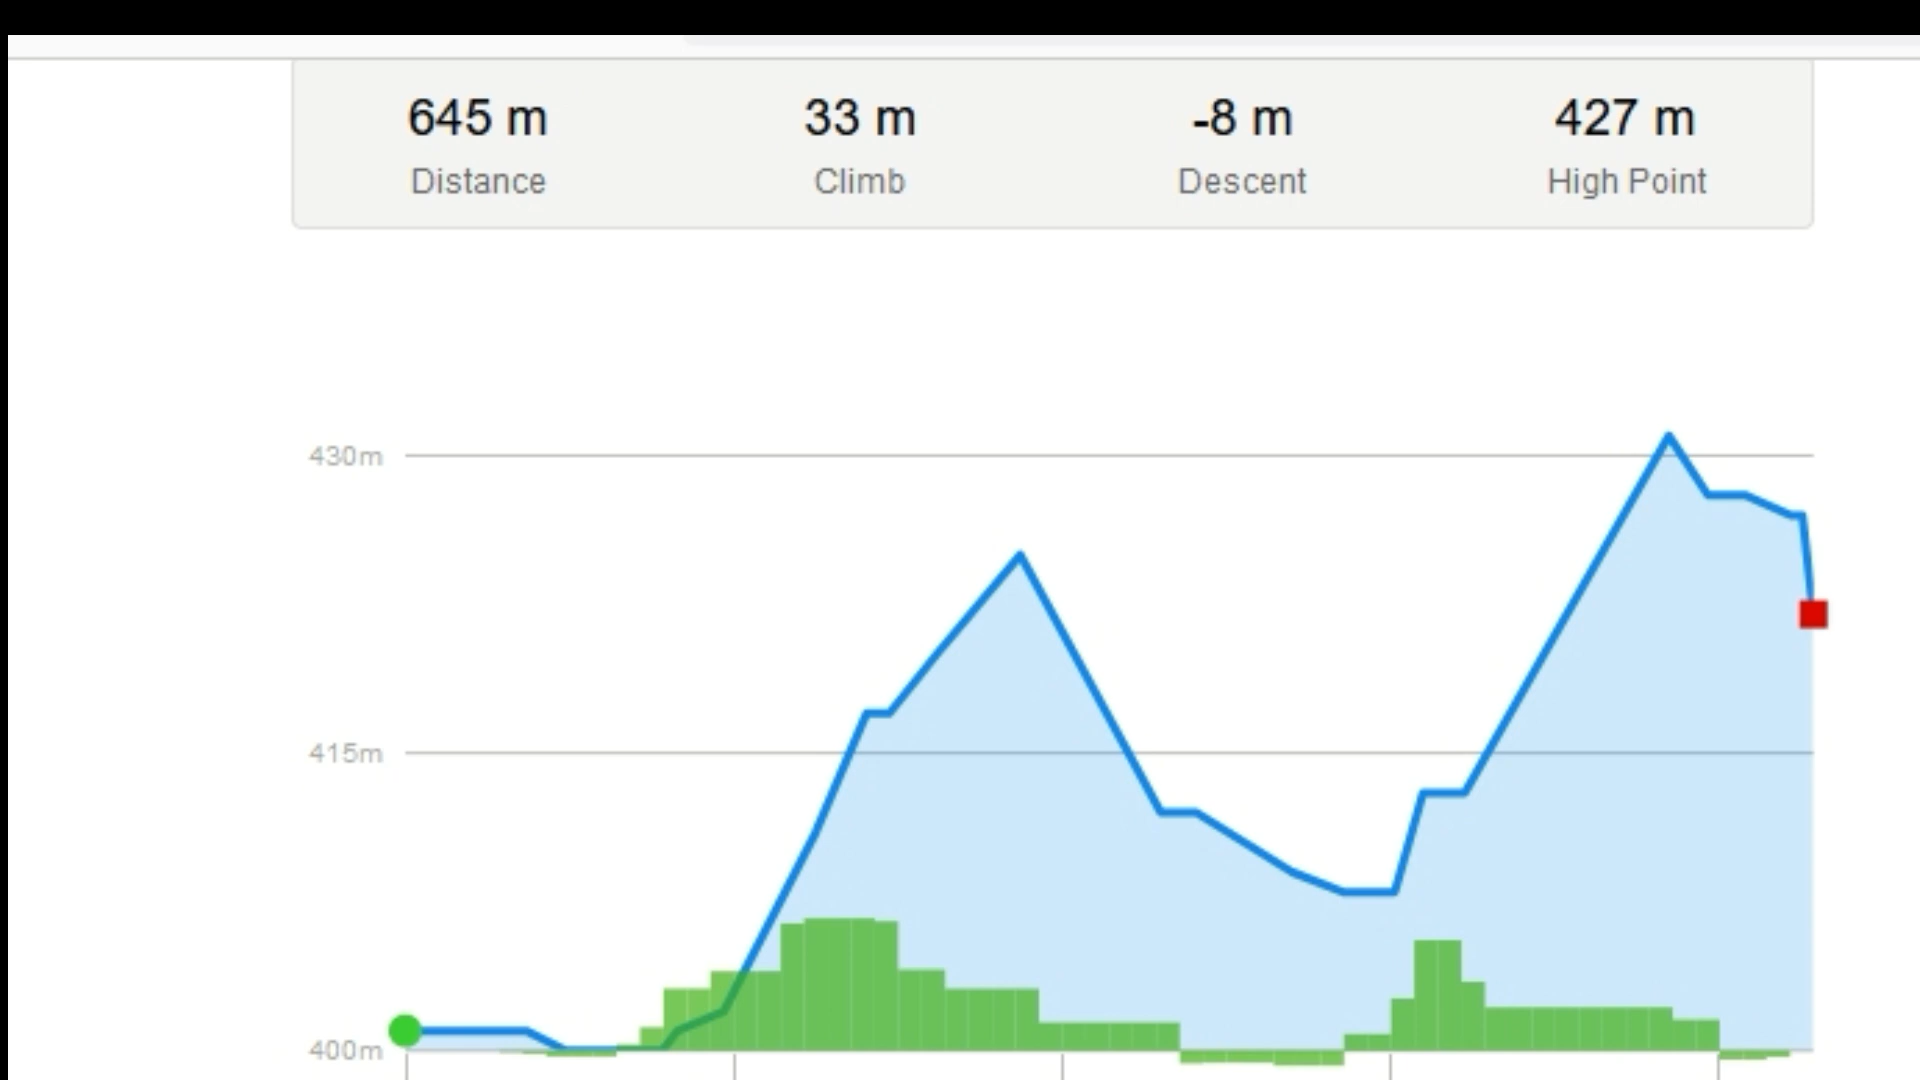 645 m 33 m -8 m 427 m
Distance Climb Descent High Point
430m
415m
400m